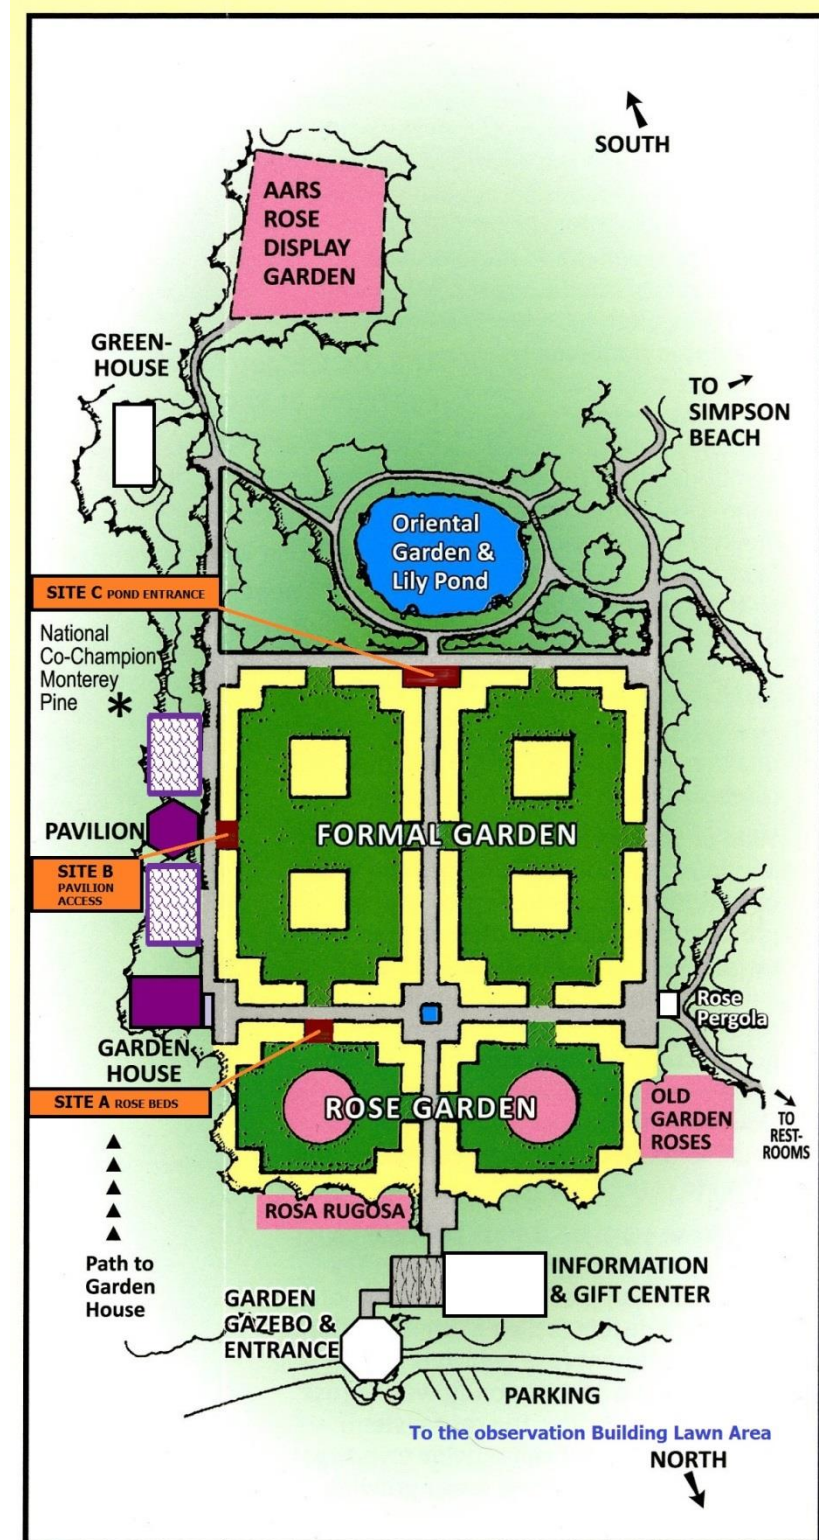 SOUTH
AARS
ROSE
DISPLAY
GARDEN
GREEN-
HOUSE
TO
SIMPSON
BEACH
Oriental
Garden &
Lily Pond
SITE C POND ENTRANCE
National
Co-Champion
Monterey
Pine *
PAVILION
FORMAL GARDEN
SITE B
PAVILION
ACCESS
Rose
Pergola
GARDEN
HOUSE
SITE A ROSE BEDS
ROSE GARDEN
OLD
GARDEN
ROSES
TO
REST-
ROOMS
ROSA RUGOSA
Path to
Garden
House
INFORMATION
& GIFT CENTER
GARDEN
GAZEBO &
ENTRANCE
PARKING
To the observation Building Lawn Area
NORTH